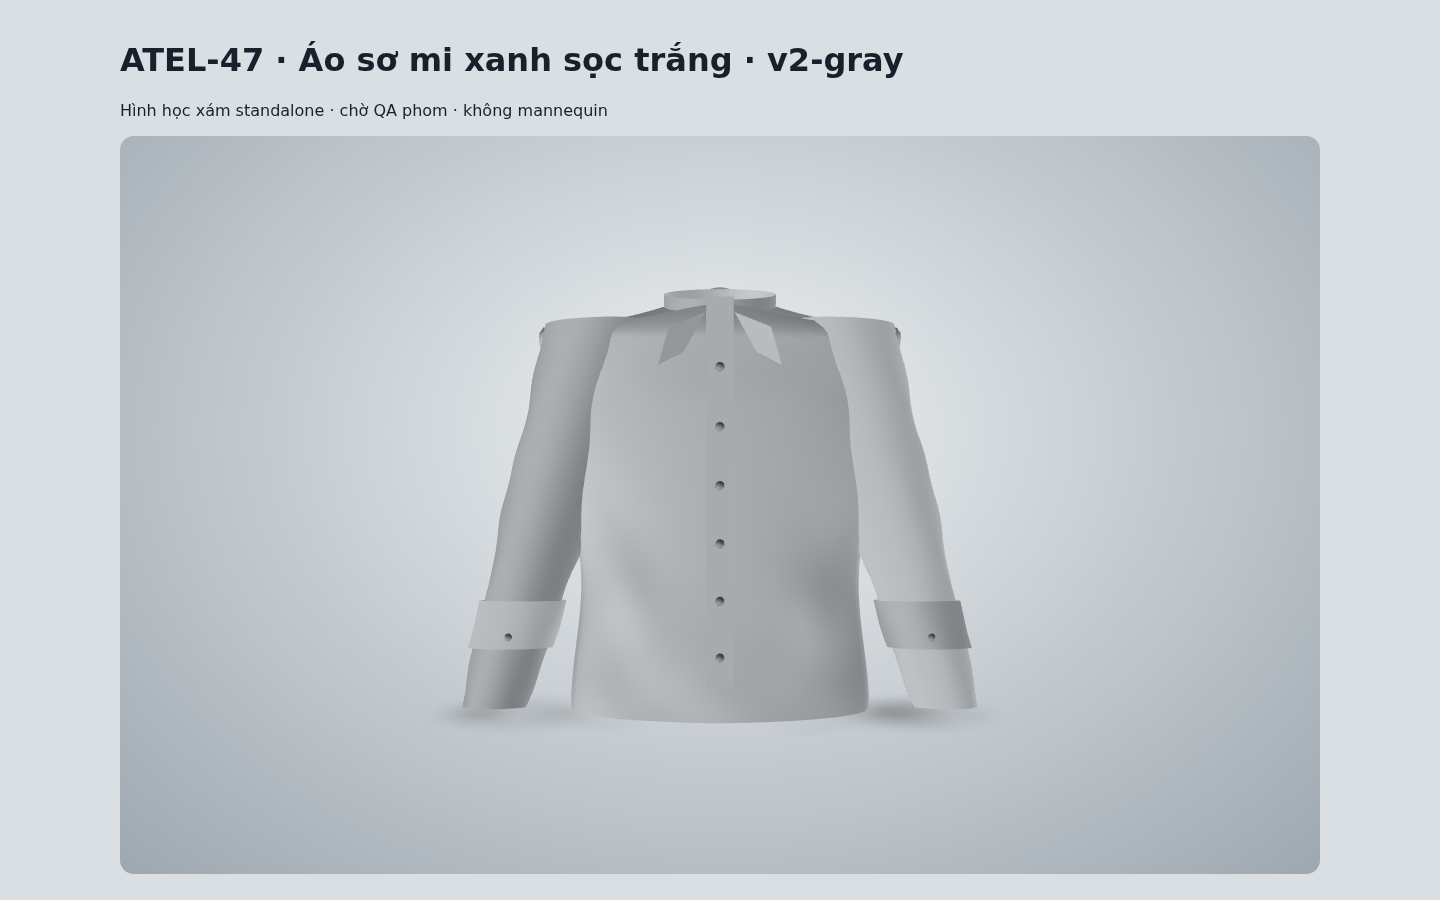 ATEL-47 · Áo sơ mi xanh sọc trắng · v2-gray
Hình học xám standalone · chờ QA phom · không mannequin